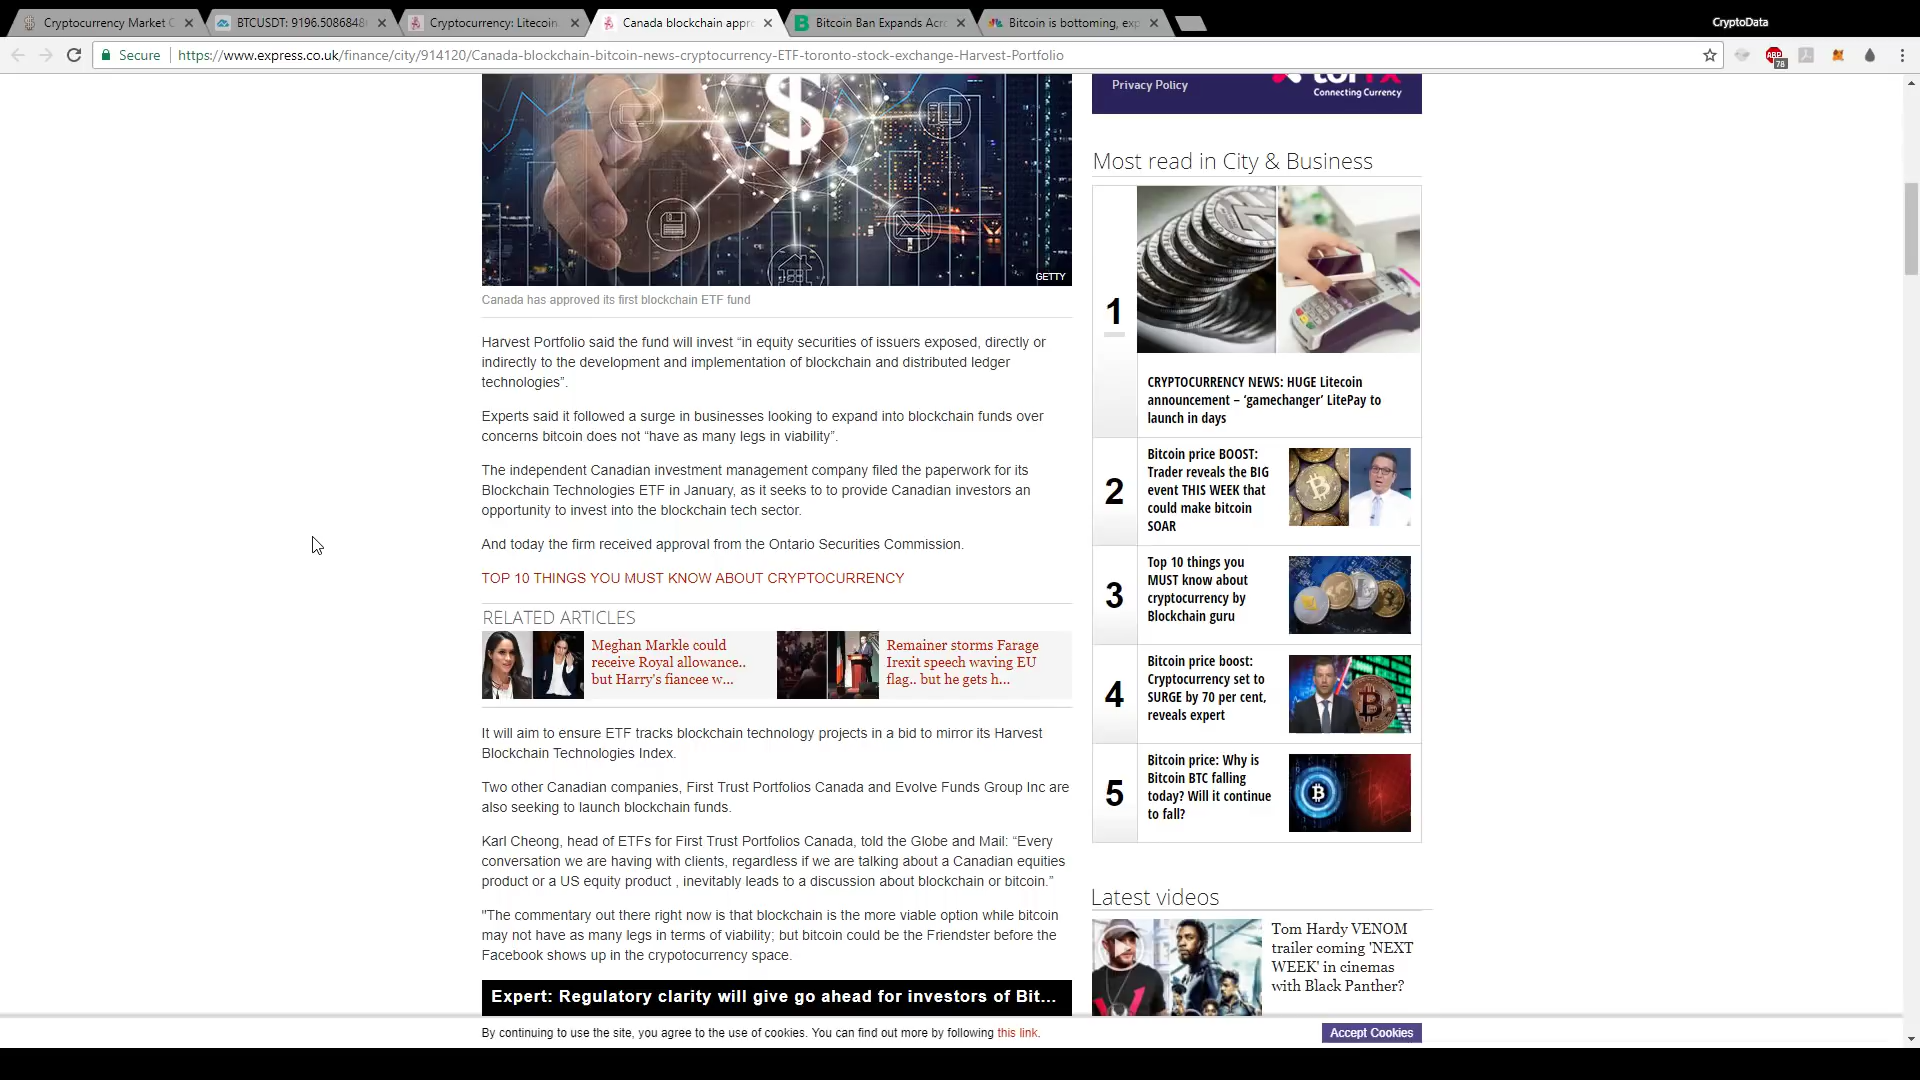 Cryptocurrency Market C
BTCUSDT: 9196.5086848
Cryptocurrency: Litecoin
Canada blockchain appr
Bitcoin Ban Expands Acr
Bitcoin is bottoming, exp
CryptoData
Secure
https://www.express.co.uk/finance/city/914120/Canada-blockchain-bitcoin-news-cryptocurrency-ETF-toronto-stock-exchange-Harvest-Portfolio
ABP
78
$
GETTY
Canada has approved its first blockchain ETF fund
Harvest Portfolio said the fund will invest “in equity securities of issuers exposed, directly or
indirectly to the development and implementation of blockchain and distributed ledger
technologies”.
Experts said it followed a surge in businesses looking to expand into blockchain funds over
concerns bitcoin does not “have as many legs in viability”.
The independent Canadian investment management company filed the paperwork for its
Blockchain Technologies ETF in January, as it seeks to to provide Canadian investors an
opportunity to invest into the blockchain tech sector.
And today the firm received approval from the Ontario Securities Commission.
TOP 10 THINGS YOU MUST KNOW ABOUT CRYPTOCURRENCY
RELATED ARTICLES
Meghan Markle could
receive Royal allowance..
but Harry's fiancee w...
Remainer storms Farage
Irexit speech waving EU
flag.. but he gets h...
It will aim to ensure ETF tracks blockchain technology projects in a bid to mirror its Harvest
Blockchain Technologies Index.
Two other Canadian companies, First Trust Portfolios Canada and Evolve Funds Group Inc are
also seeking to launch blockchain funds.
Karl Cheong, head of ETFs for First Trust Portfolios Canada, told the Globe and Mail: “Every
conversation we are having with clients, regardless if we are talking about a Canadian equities
product or a US equity product , inevitably leads to a discussion about blockchain or bitcoin.”
"The commentary out there right now is that blockchain is the more viable option while bitcoin
may not have as many legs in terms of viability; but bitcoin could be the Friendster before the
Facebook shows up in the cryptocurrency space.
Expert: Regulatory clarity will give go ahead for investors of Bit...
Privacy Policy
Connecting Currency
Most read in City & Business
1
CRYPTOCURRENCY NEWS: HUGE Litecoin
announcement – ‘gamechanger’ LitePay to
launch in days
2
Bitcoin price BOOST:
Trader reveals the BIG
event THIS WEEK that
could make bitcoin
SOAR
3
Top 10 things you
MUST know about
cryptocurrency by
Blockchain guru
4
Bitcoin price boost:
Cryptocurrency set to
SURGE by 70 per cent,
reveals expert
5
Bitcoin price: Why is
Bitcoin BTC falling
today? Will it continue
to fall?
Latest videos
Tom Hardy VENOM
trailer coming 'NEXT
WEEK' in cinemas
with Black Panther?
By continuing to use the site, you agree to the use of cookies. You can find out more by following this link.
Accept Cookies